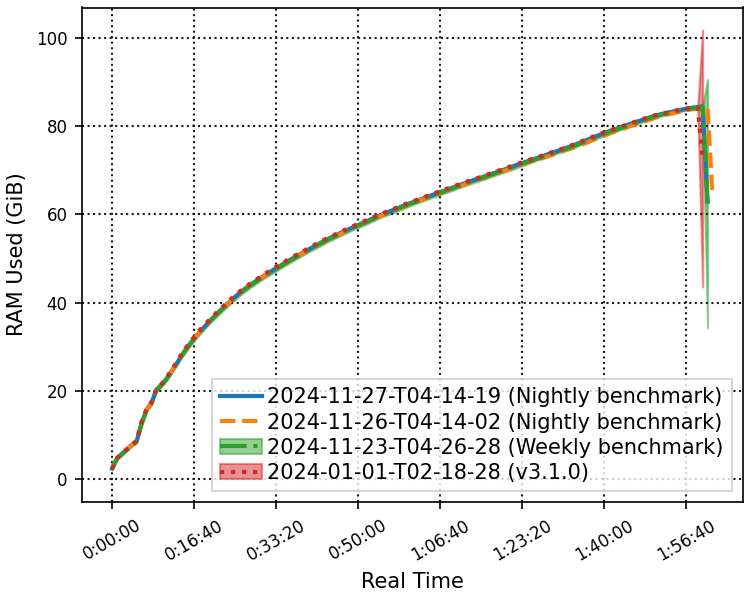 RAM Used (GiB)
100
80
60
40
20
0
2024-11-27-T04-14-19 (Nightly benchmark)
2024-11-26-T04-14-02 (Nightly benchmark)
2024-11-23-T04-26-28 (Weekly benchmark)
2024-01-01-T02-18-28 (v3.1.0)
0:00:00 0:16:40 0:33:20 0:50:00 1:06:40 1:23:20 1:40:00 1:56:40
Real Time